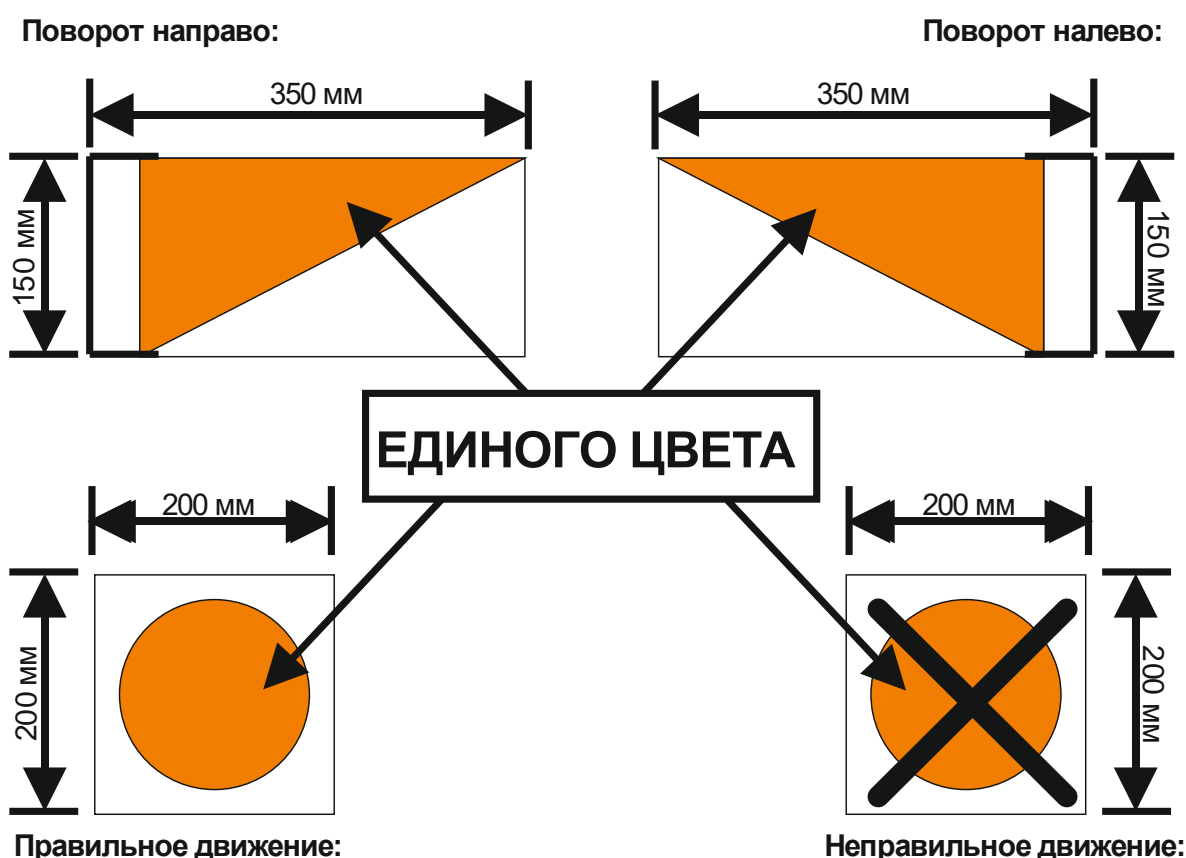 Поворот направо:
Поворот налево:
350 мм
350 мм
150 мм
150 мм
ЕДИНОГО ЦВЕТА
200 мм
200 мм
200 мм
200 мм
Правильное движение:
Неправильное движение: